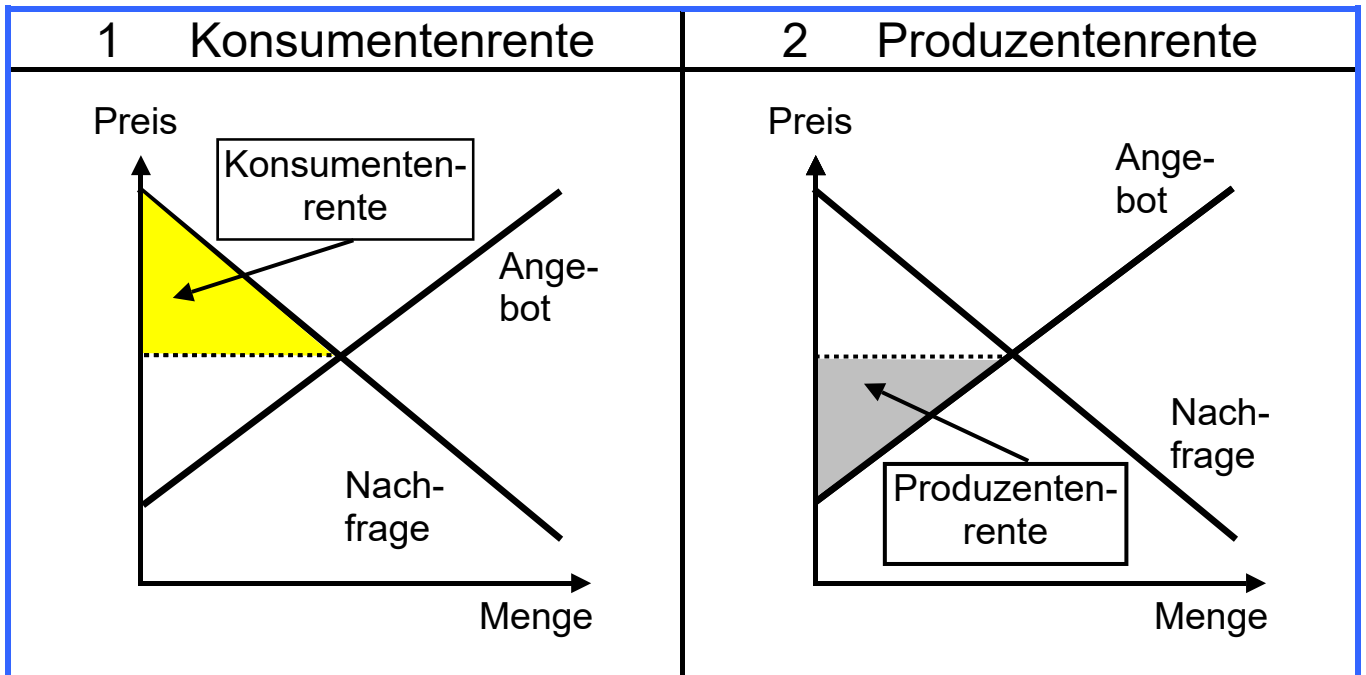 1 Konsumentenrente
2 Produzentenrente
Preis
Konsumenten-
rente
Ange-
bot
Nach-
frage
Menge
Preis
Ange-
bot
Nach-
frage
Produzenten-
rente
Menge